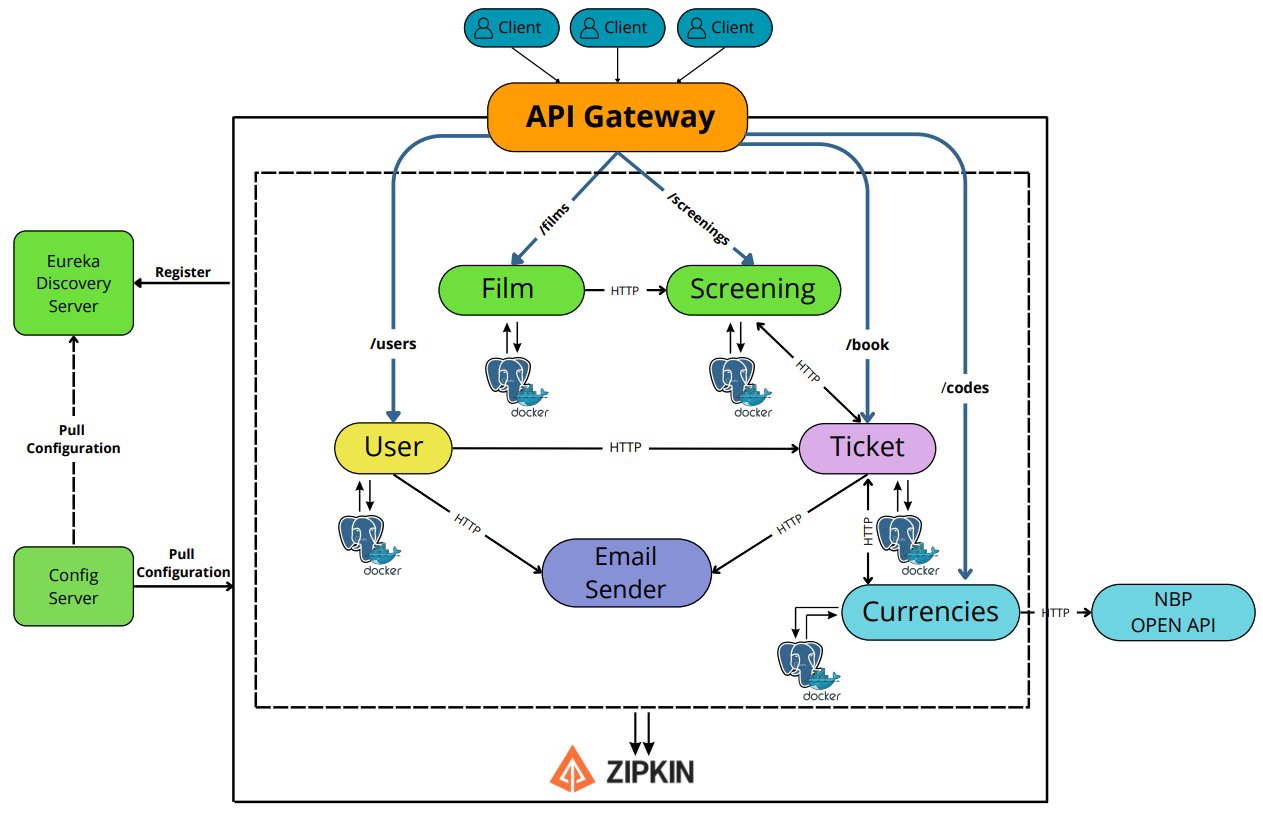 Client
Client
Client
API Gateway
/films
/screenings
Eureka
Discovery
Server
Register
Film
HTTP
Screening
/users
/book
HTTP
docker
docker
/codes
Pull
Configuration
User
HTTP
Ticket
HTTP
HTTP
HTTP
docker
docker
Config
Server
Pull
Configuration
Email
Sender
Currencies
HTTP
NBP
OPEN API
docker
ZIPKIN